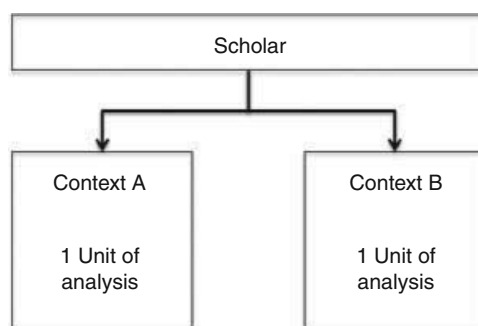 Scholar
Context A
1 Unit of
analysis
Context B
1 Unit of
analysis